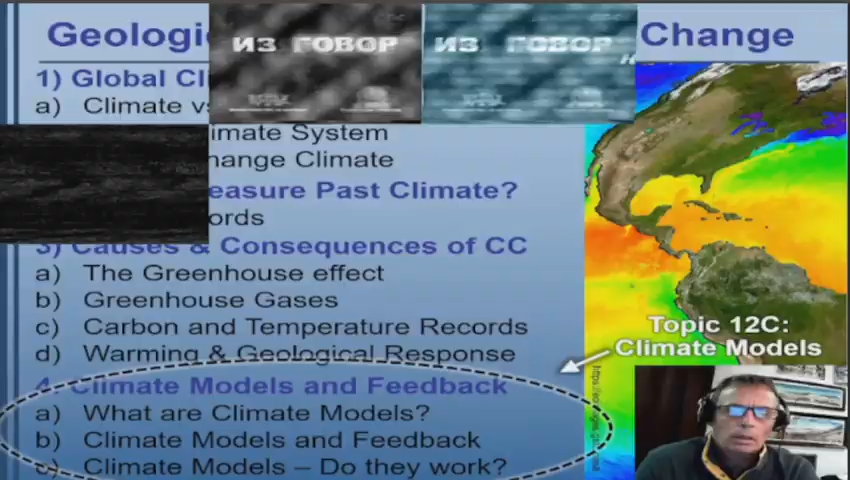 Geologi
Change
ИЗ ГОВОР
ИЗ ГОВОР
1) Global Cl
a) Climate vs
imate System
hange Climate
easure Past Climate?
ords
3) Causes & Consequences of CC
a) The Greenhouse effect
b) Greenhouse Gases
c) Carbon and Temperature Records
d) Warming & Geological Response
Topic 12C:
Climate Models
4. Climate Models and Feedback
a) What are Climate Models?
b) Climate Models and Feedback
c) Climate Models – Do they work?